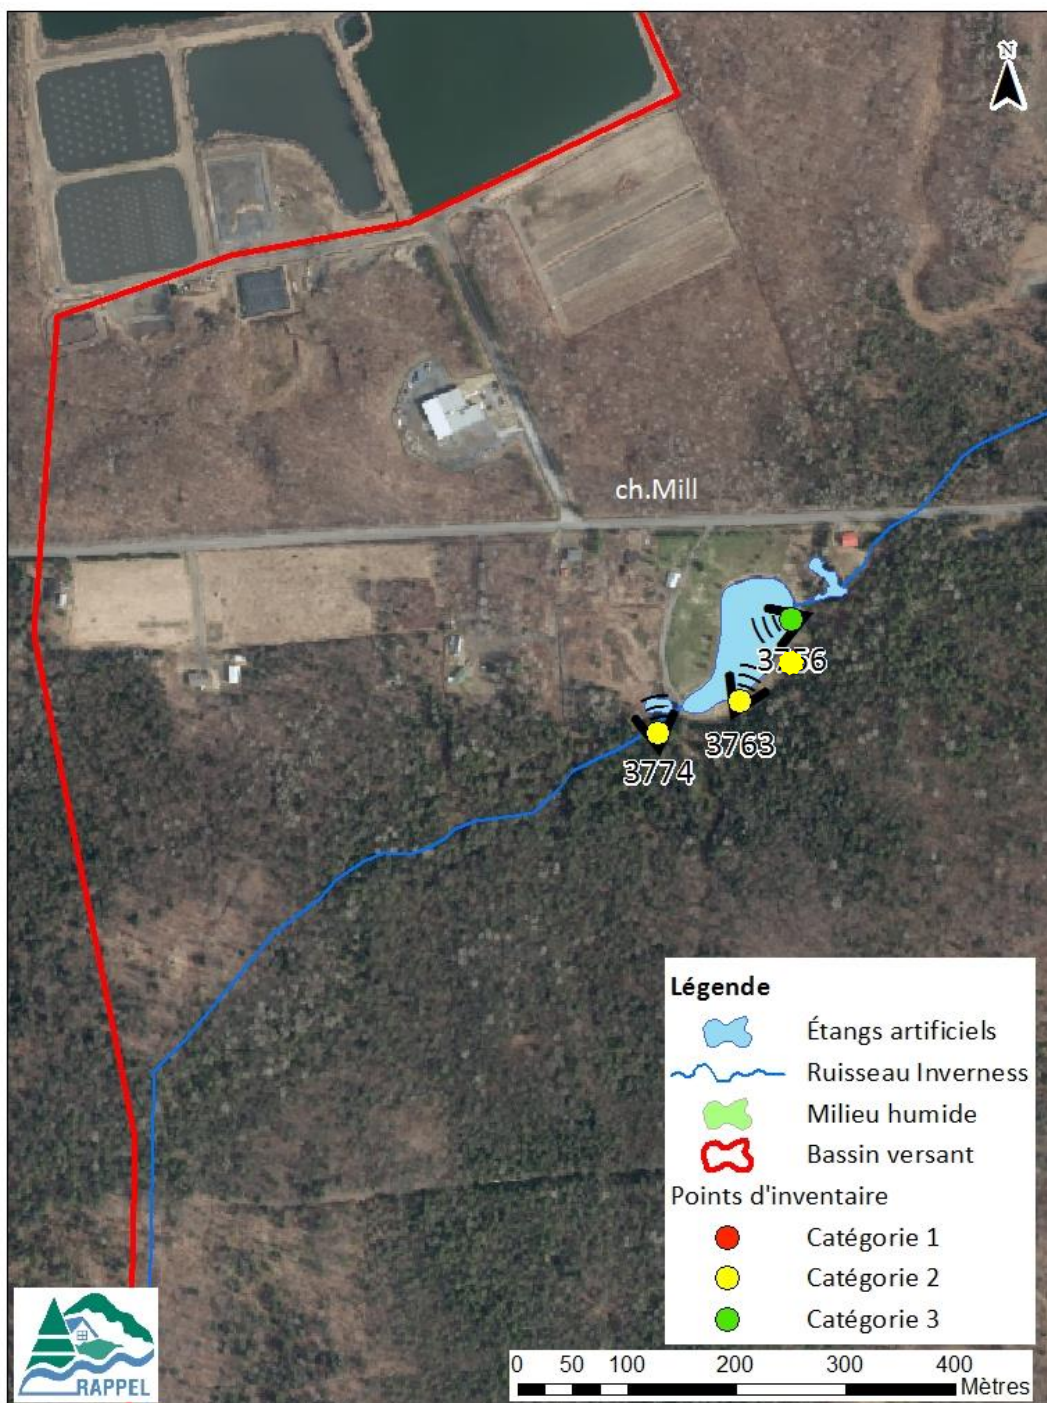 N
ch.Mill
3756
3763
3774
Légende
Étangs artificiels
Ruisseau Inverness
Milieu humide
Bassin versant
Points d'inventaire
Catégorie 1
Catégorie 2
Catégorie 3
0 50 100 200 300 400
Mètres
RAPPEL